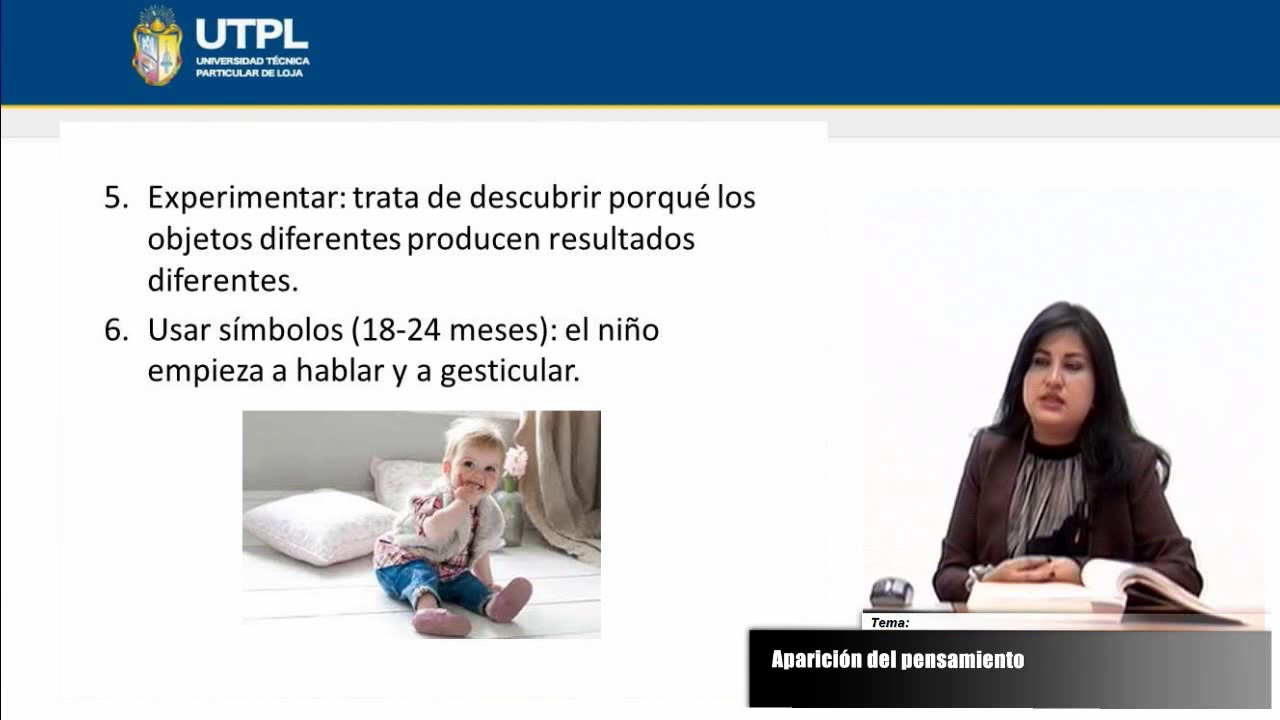 UTPL
UNIVERSIDAD TÉCNICA
PARTICULAR DE LOJA
5. Experimentar: trata de descubrir porqué los
objetos diferentes producen resultados
diferentes.
6. Usar símbolos (18-24 meses): el niño
empieza a hablar y a gesticular.
Tema:
Aparición del pensamiento